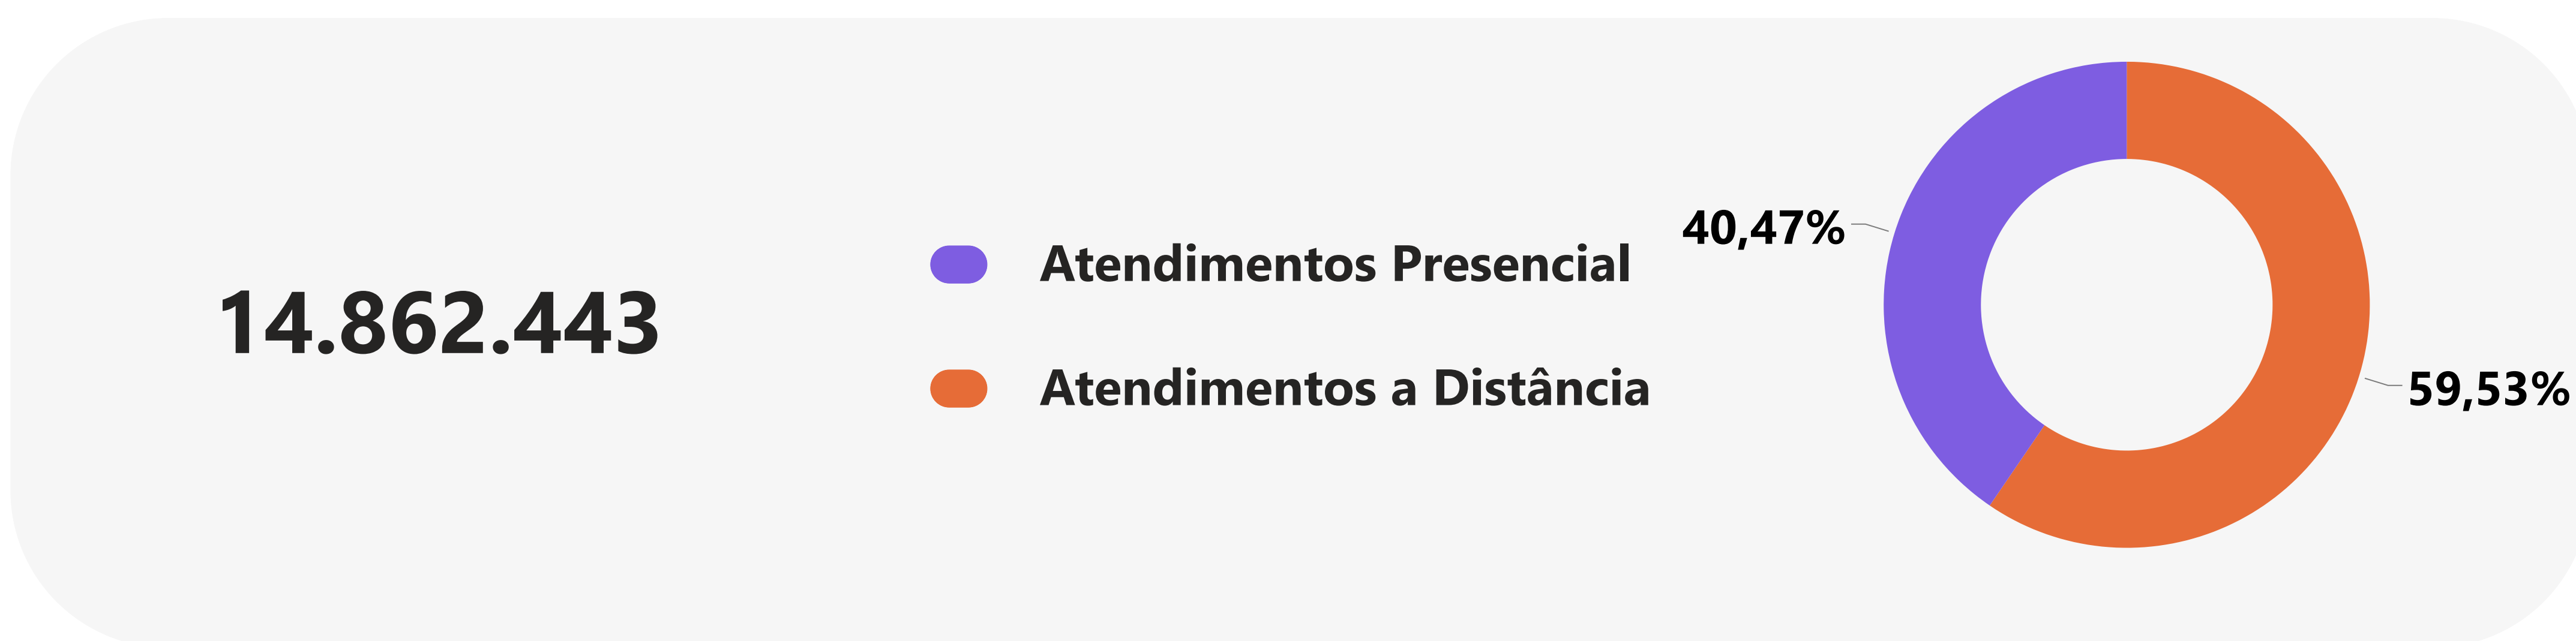 14.862.443
Atendimentos Presencial
Atendimentos a Distância
40,47%
59,53%